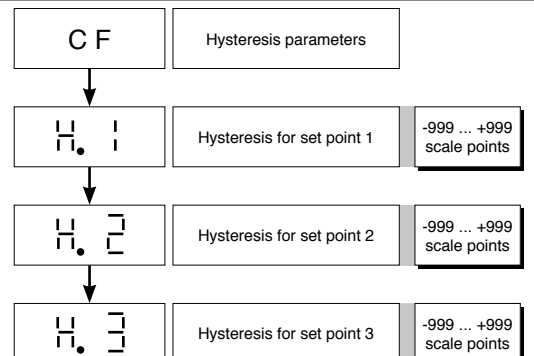 C F
Hysteresis parameters
H. 1
Hysteresis for set point 1
-999 ... +999
scale points
H. 2
Hysteresis for set point 2
-999 ... +999
scale points
H. 3
Hysteresis for set point 3
-999 ... +999
scale points